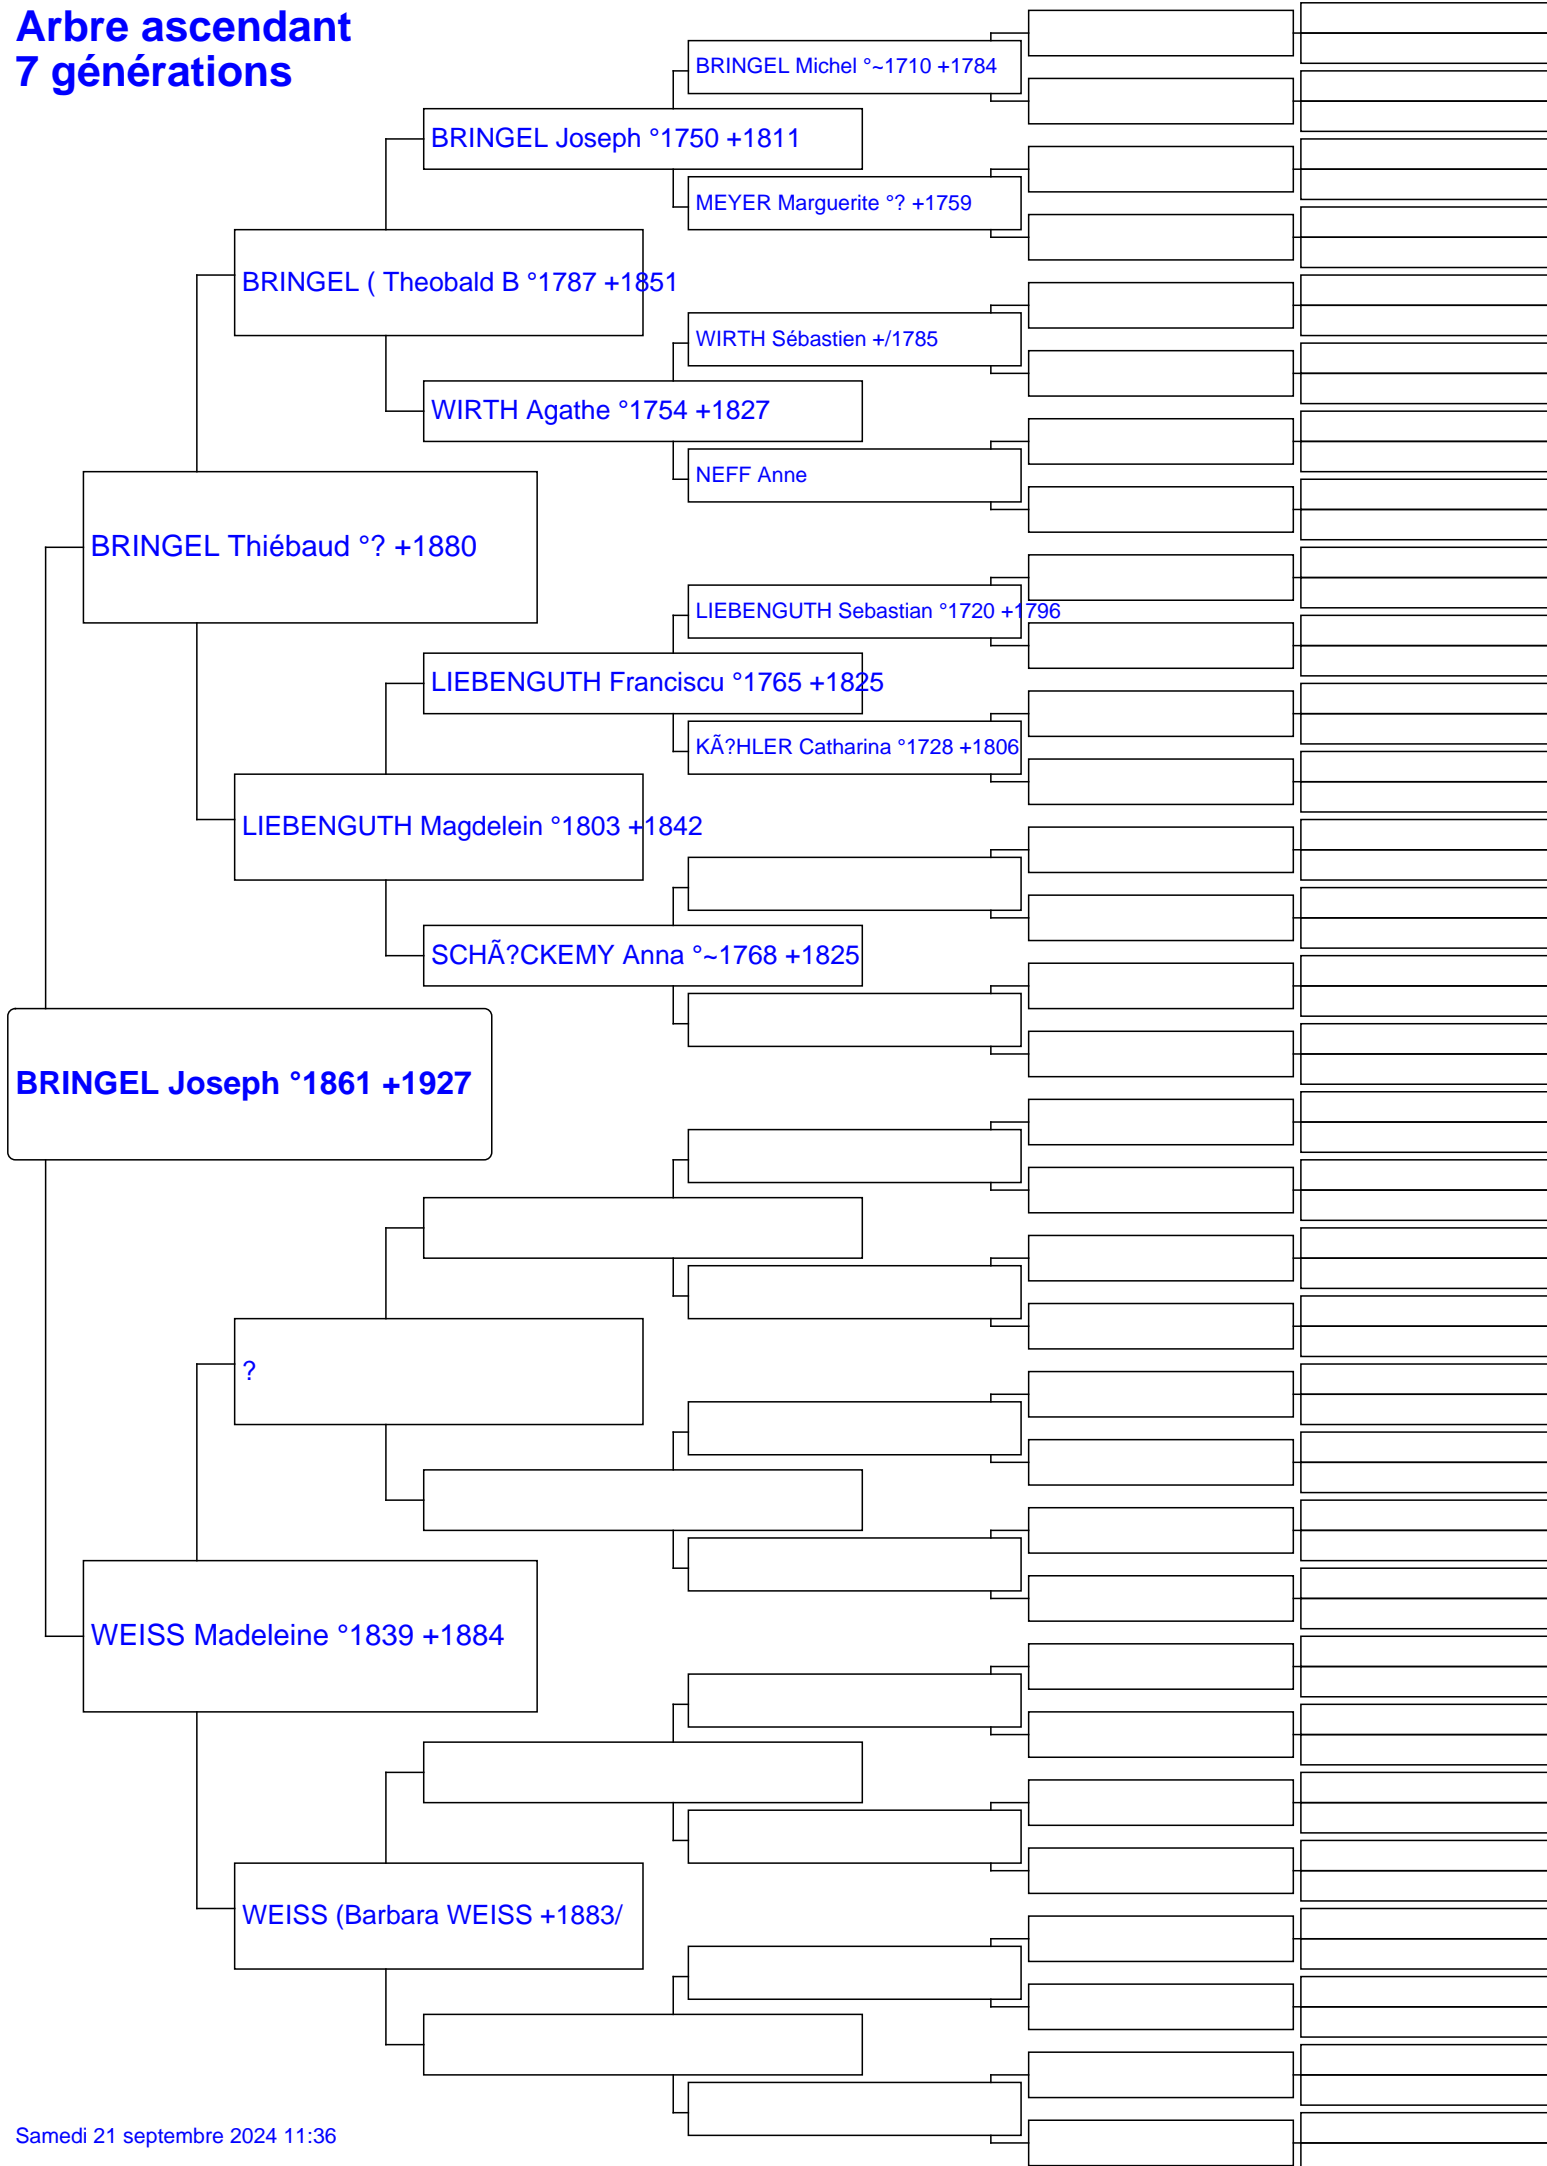 Arbre ascendant
7 générations
BRINGEL Michel °~1710 +1784
BRINGEL Joseph °1750 +1811
MEYER Marguerite °? +1759
BRINGEL ( Theobald B °1787 +1851
WIRTH Sébastien +/1785
WIRTH Agathe °1754 +1827
NEFF Anne
BRINGEL Thiébaud °? +1880
LIEBENGUTH Sebastian °1720 +1796
LIEBENGUTH Franciscu °1765 +1825
KÃ?HLER Catharina °1728 +1806
LIEBENGUTH Magdelein °1803 +1842
SCHÃ?CKEMY Anna °~1768 +1825
BRINGEL Joseph °1861 +1927
?
WEISS Madeleine °1839 +1884
WEISS (Barbara WEISS +1883/
Samedi 21 septembre 2024 11:36